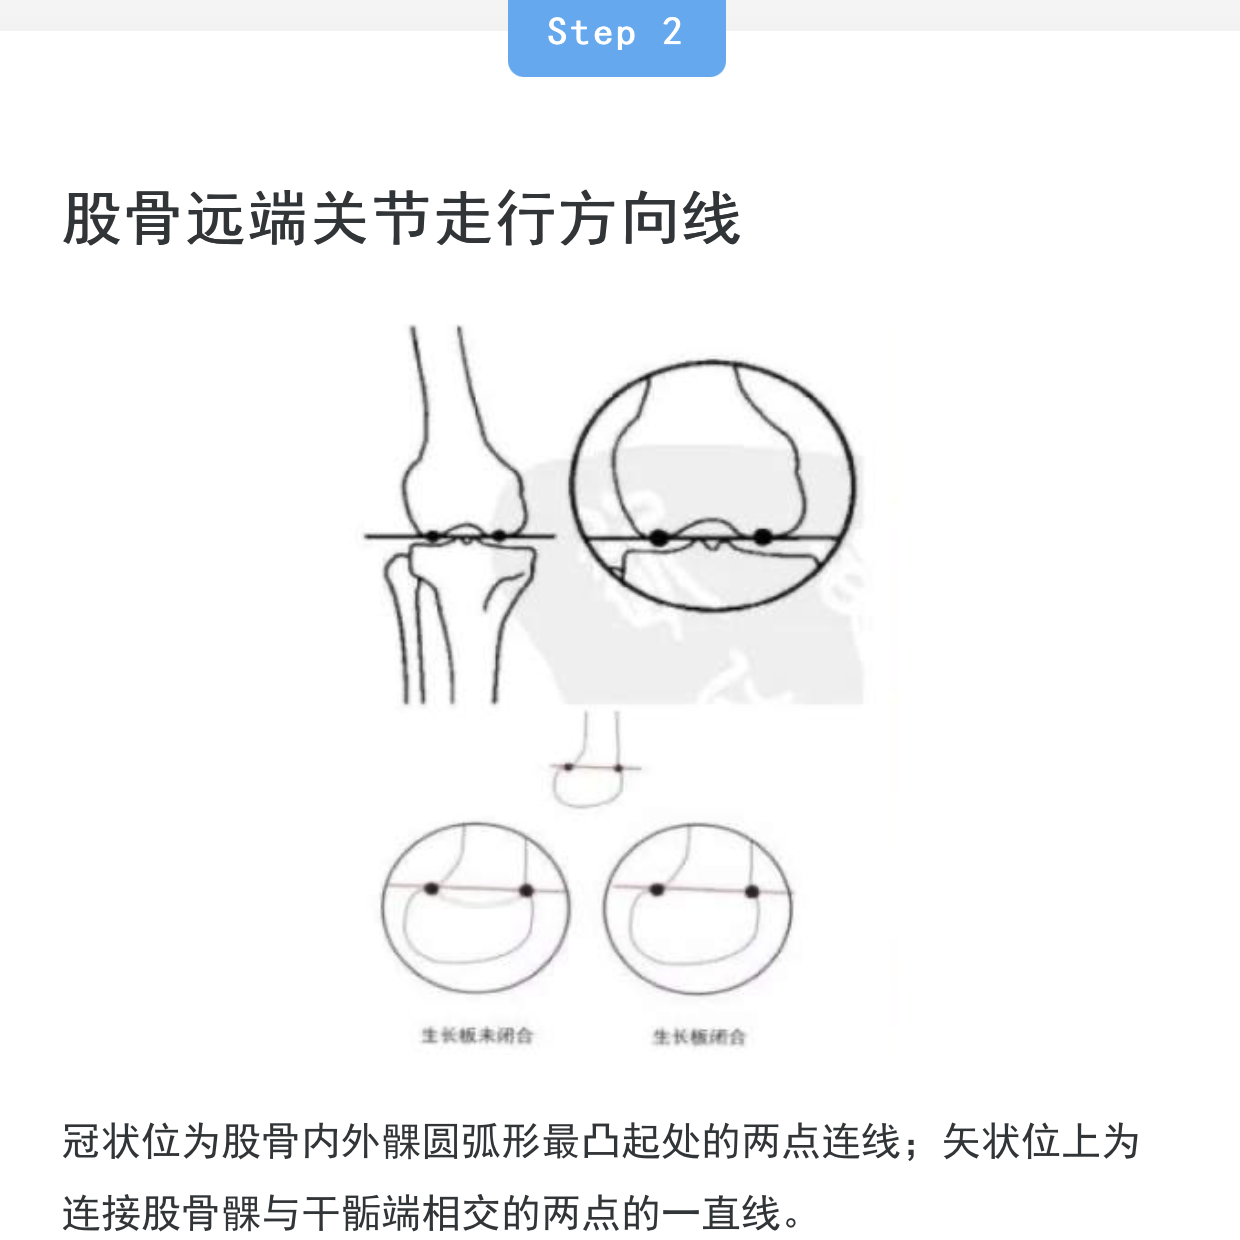 Step 2
股骨远端关节走行方向线
生长板未闭合
生长板闭合
冠状位为股骨内外髁圆弧形最凸起处的两点连线；矢状位上为
连接股骨髁与干骺端相交的两点的一直线。